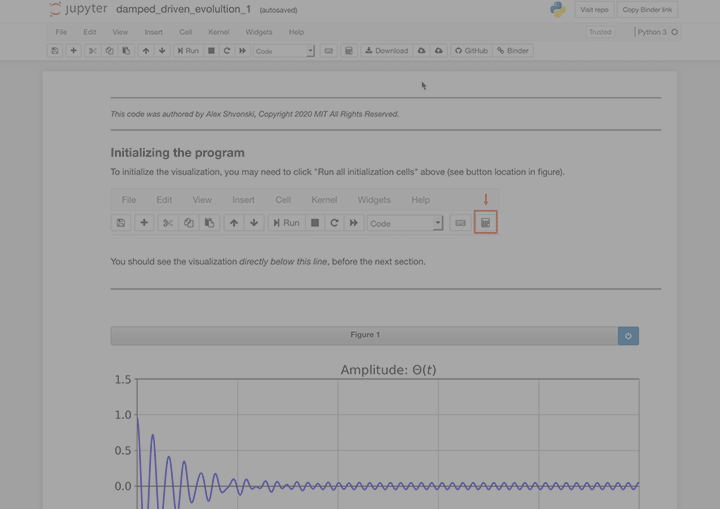 jupyter damped_driven_evolultion_1 (autosaved)
Visit repo Copy Binder link
File Edit View Insert Cell Kernel Widgets Help
Trusted Python 3
Run Code Download GitHub Binder
This code was authored by Alex Shvonski, Copyright 2020 MIT All Rights Reserved.
Initializing the program
To initialize the visualization, you may need to click "Run all initialization cells" above (see button location in figure).
File Edit View Insert Cell Kernel Widgets Help
Run Code
You should see the visualization directly below this line, before the next section.
Figure 1
Amplitude: Θ(t)
1.5
1.0
0.5
0.0